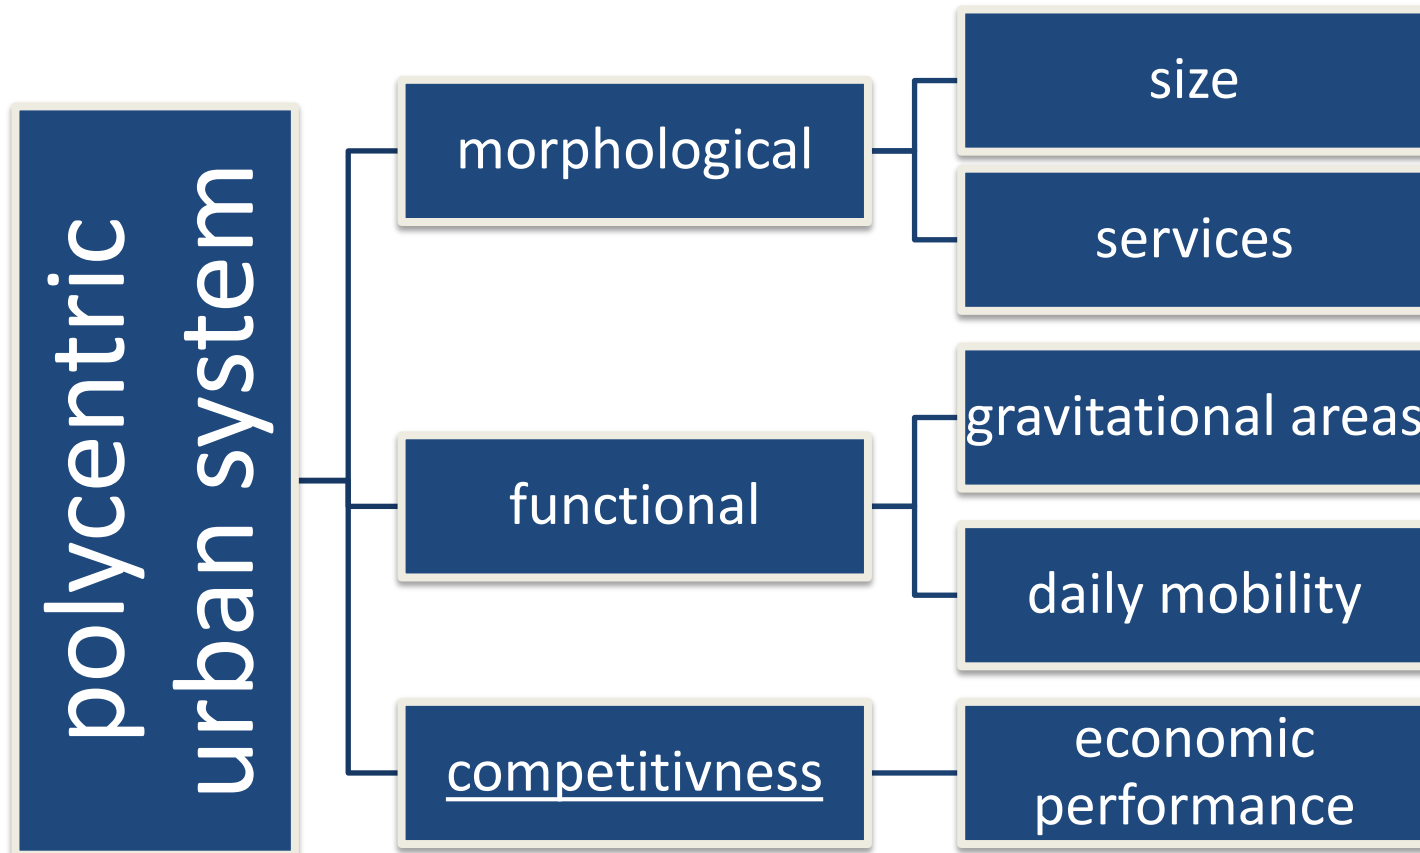 polycentric
urban system
morphological
size
services
functional
gravitational areas
daily mobility
competitivness
economic
performance